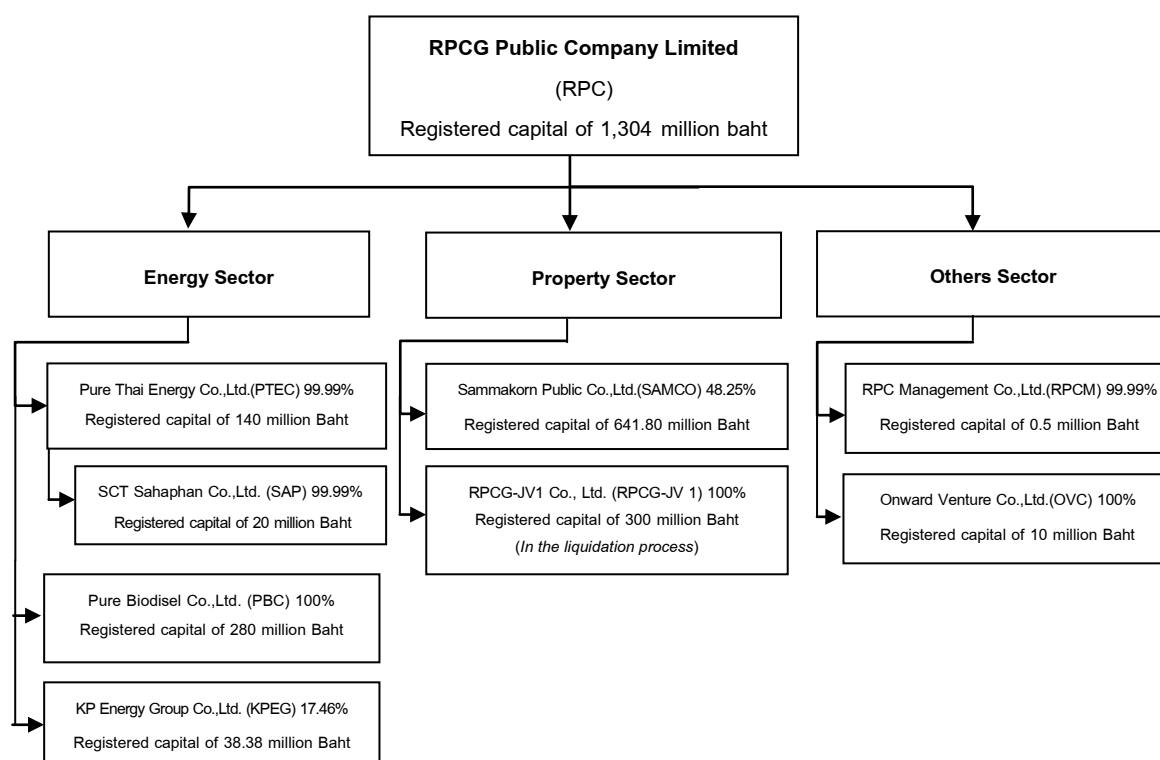 RPCG Public Company Limited
(RPC)
Registered capital of 1,304 million baht
Energy Sector
Pure Thai Energy Co.,Ltd.(PTEC) 99.99%
Registered capital of 140 million Baht
SCT Sahaphan Co.,Ltd. (SAP) 99.99%
Registered capital of 20 million Baht
Pure Biodisel Co.,Ltd. (PBC) 100%
Registered capital of 280 million Baht
KP Energy Group Co.,Ltd. (KPEG) 17.46%
Registered capital of 38.38 million Baht
Property Sector
Sammakorn Public Co.,Ltd.(SAMCO) 48.25%
Registered capital of 641.80 million Baht
RPCG-JV1 Co., Ltd. (RPCG-JV 1) 100%
Registered capital of 300 million Baht
(In the liquidation process)
Others Sector
RPC Management Co.,Ltd.(RPCM) 99.99%
Registered capital of 0.5 million Baht
Onward Venture Co.,Ltd.(OVC) 100%
Registered capital of 10 million Baht